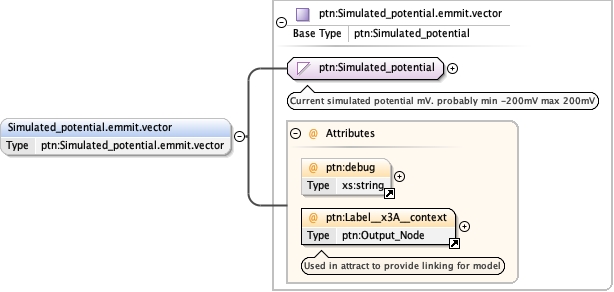 ptn:Simulated_potential.emmit.vector
Base Type ptn:Simulated_potential
ptn:Simulated_potential
Current simulated potential mV. probably min -200mV max 200mV
Simulated_potential.emmit.vector
Type ptn:Simulated_potential.emmit.vector
@ Attributes
@ ptn:debug
Type xs:string
@ ptn:Label__x3A__context
Type ptn:Output_Node
Used in attract to provide linking for model